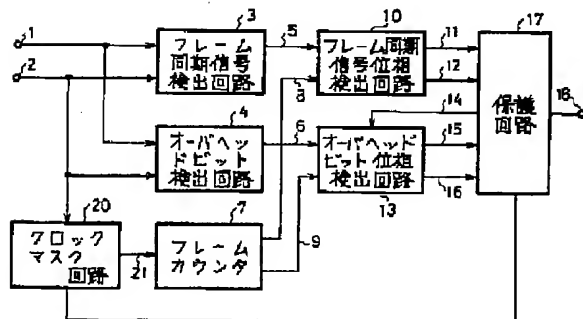 1
2
3
フレーム
同期信号
検出回路
5
10
フレーム同期
信号位相
検出回路
11
12
17
保護
回路
18
8
4
オーバヘッ
ドビット
検出回路
6
14
オーバヘッド
ビット位相
検出回路
15
16
13
20
クロック
マスク
回路
21
7
フレーム
カウンタ
9